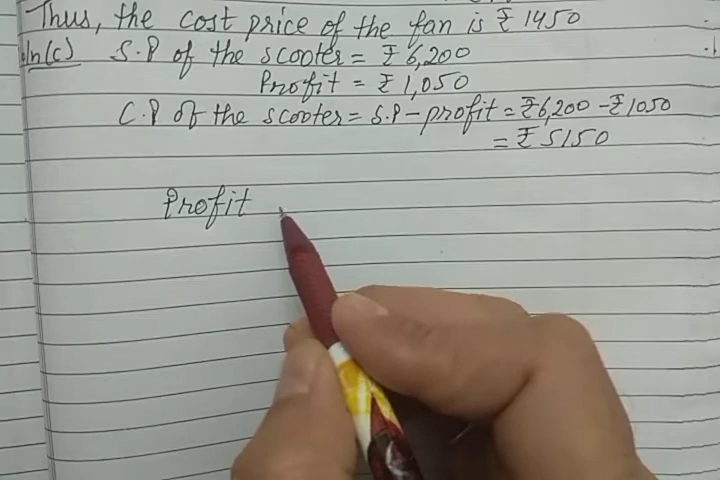 Thus, the cost price of the fan is ₹ 1450
ln(c) S.P of the scooter = ₹ 6,200
Profit = ₹ 1,050
C.P of the scooter = S.P - profit = ₹6,200 - ₹1050
= ₹ 5150
Profit